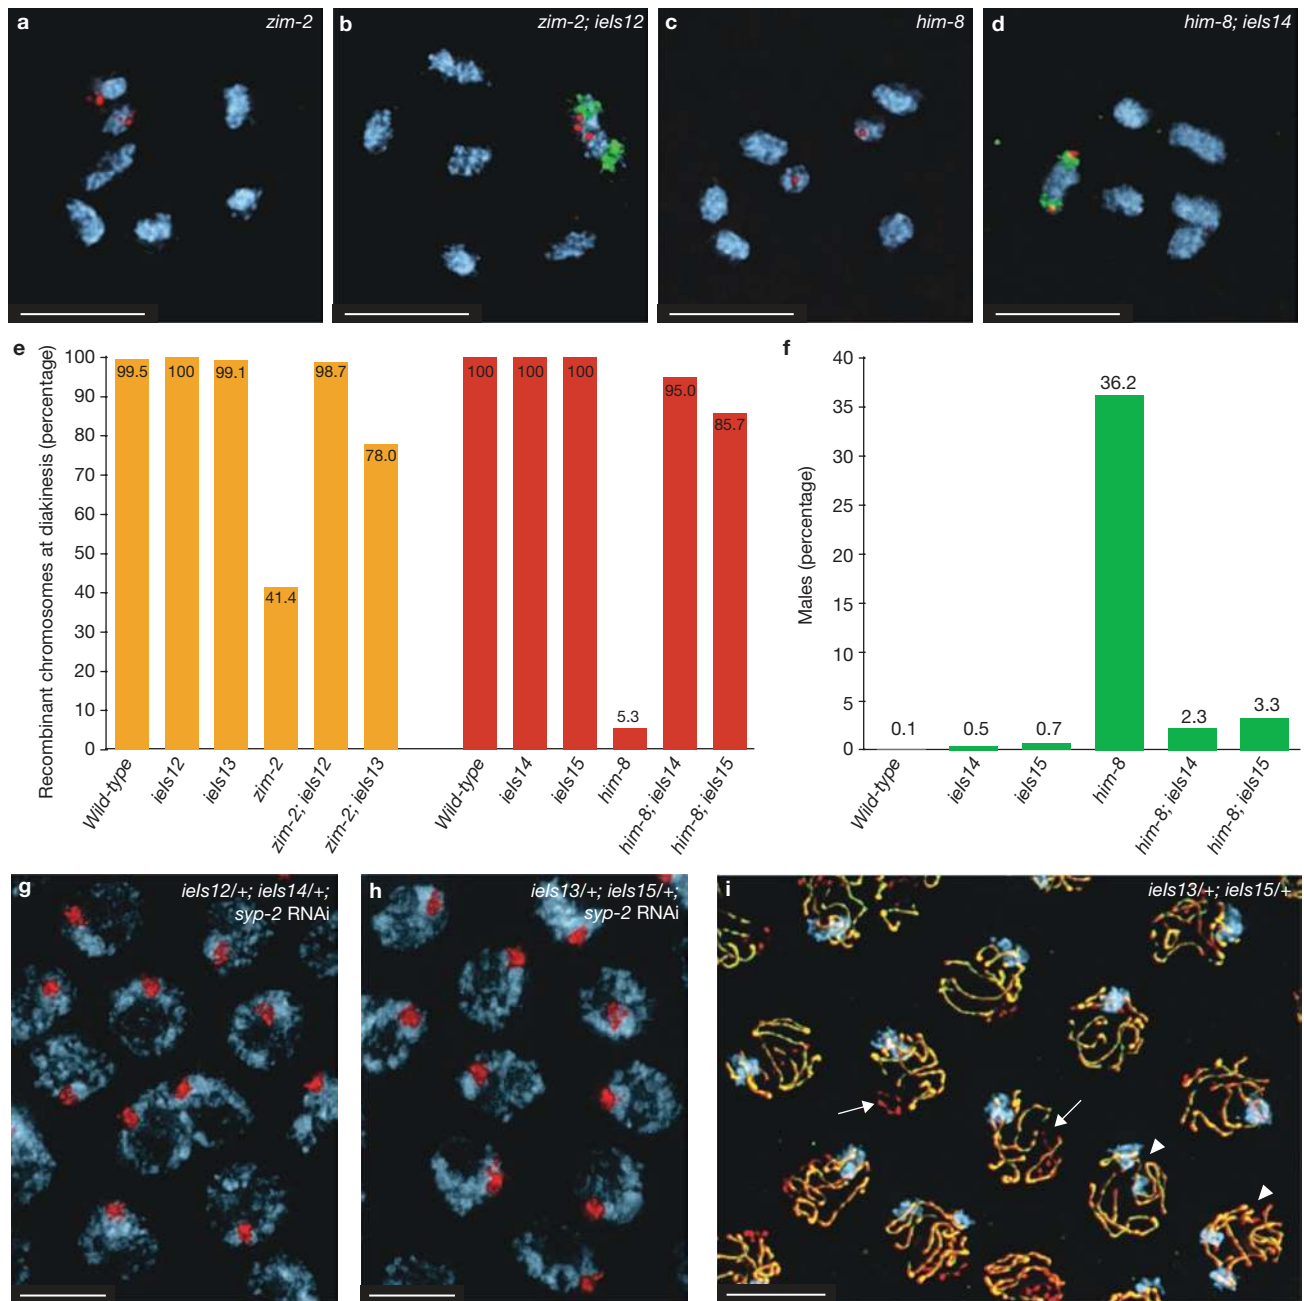 a
zim-2
b
zim-2; ieIs12
c
him-8
d
him-8; ieIs14
e
Recombinant chromosomes at diakinesis (percentage)
100
90
80
70
60
50
40
30
20
10
0
99.5
100
99.1
41.4
98.7
78.0
100
100
100
5.3
95.0
85.7
Wild-type
ieIs12
ieIs13
zim-2
zim-2; ieIs12
zim-2; ieIs13
Wild-type
ieIs14
ieIs15
him-8
him-8; ieIs14
him-8; ieIs15
f
Males (percentage)
40
35
30
25
20
15
10
5
0
0.1
0.5
0.7
36.2
2.3
3.3
Wild-type
ieIs14
ieIs15
him-8
him-8; ieIs14
him-8; ieIs15
g
ieIs12/+; ieIs14/+;
syp-2 RNAi
h
ieIs13/+; ieIs15/+;
syp-2 RNAi
i
ieIs13/+; ieIs15/+